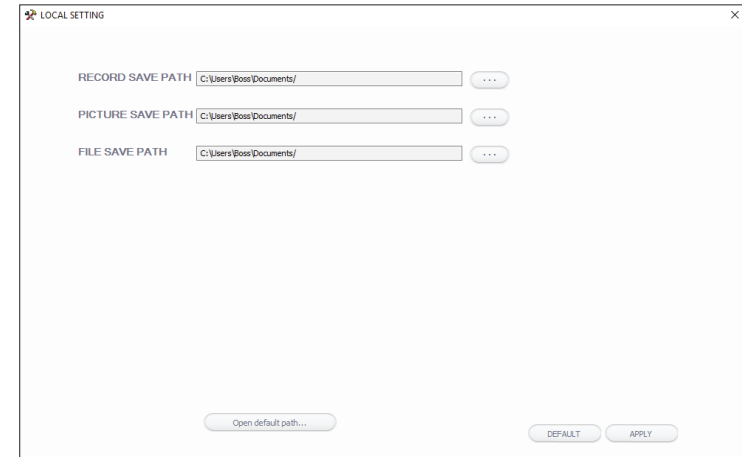 LOCAL SETTING
RECORD SAVE PATH C:\Users\Boss\Documents/ ...
PICTURE SAVE PATH C:\Users\Boss\Documents/ ...
FILE SAVE PATH C:\Users\Boss\Documents/ ...
Open default path...
DEFAULT APPLY